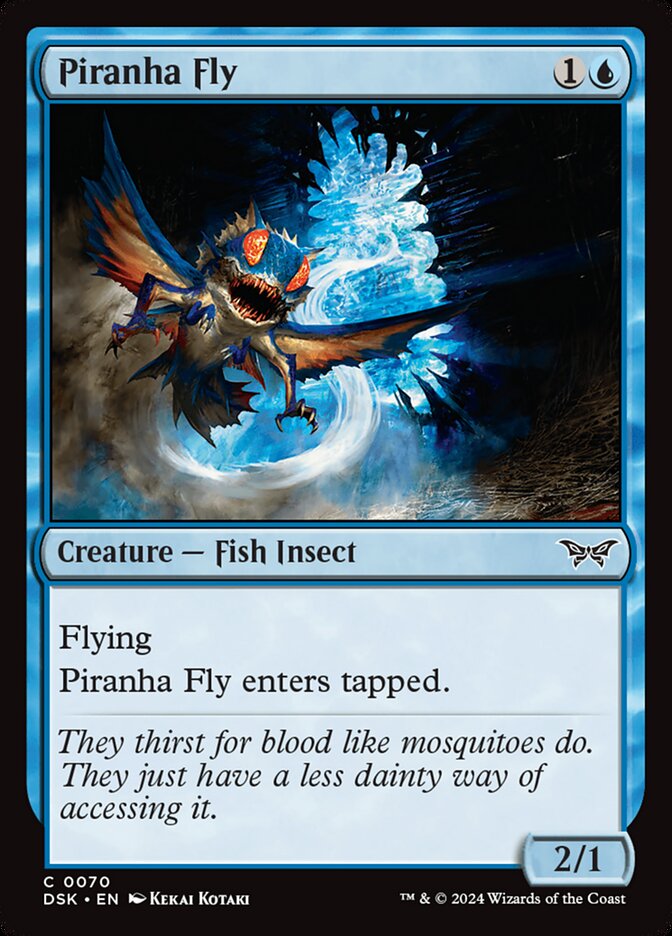 Piranha Fly 1
Creature — Fish Insect
Flying
Piranha Fly enters tapped.
They thirst for blood like mosquitoes do.
They just have a less dainty way of
accessing it.
2/1
C 0070
DSK • EN Kekai Kotaki
™ & © 2024 Wizards of the Coast